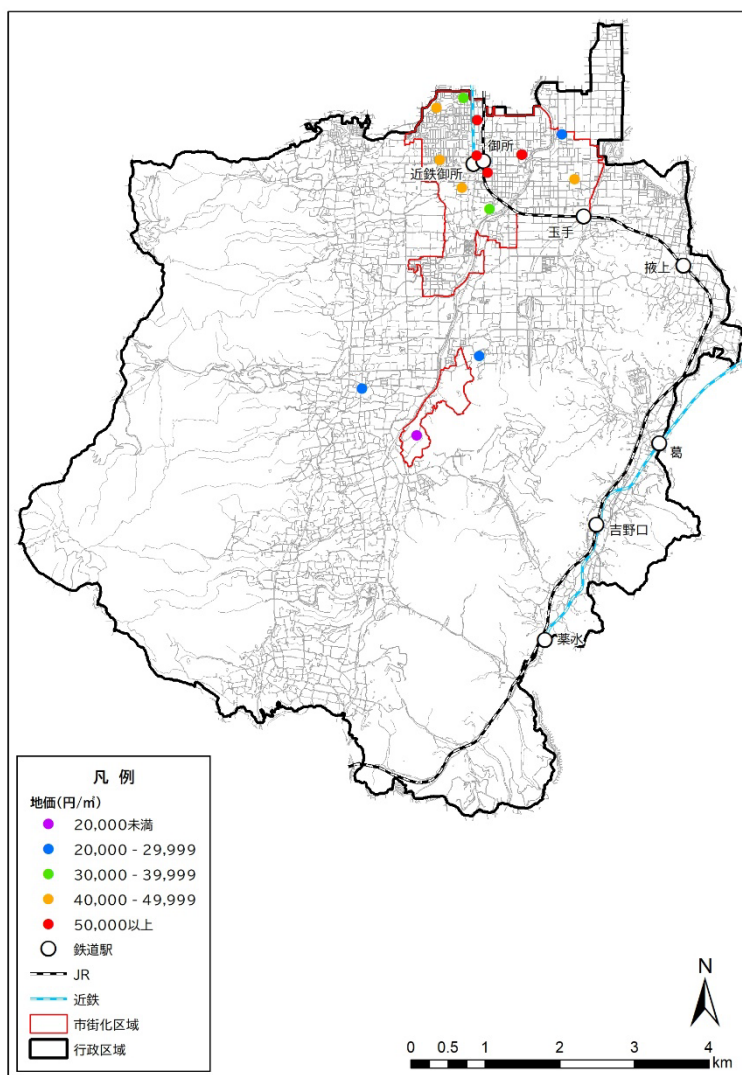 御所
近鉄御所
玉手
掖上
葛
吉野口
薬水
凡 例
地価(円/㎡)
20,000未満
20,000 - 29,999
30,000 - 39,999
40,000 - 49,999
50,000以上
鉄道駅
JR
近鉄
市街化区域
行政区域
N
0 0.5 1 2 3 4
km